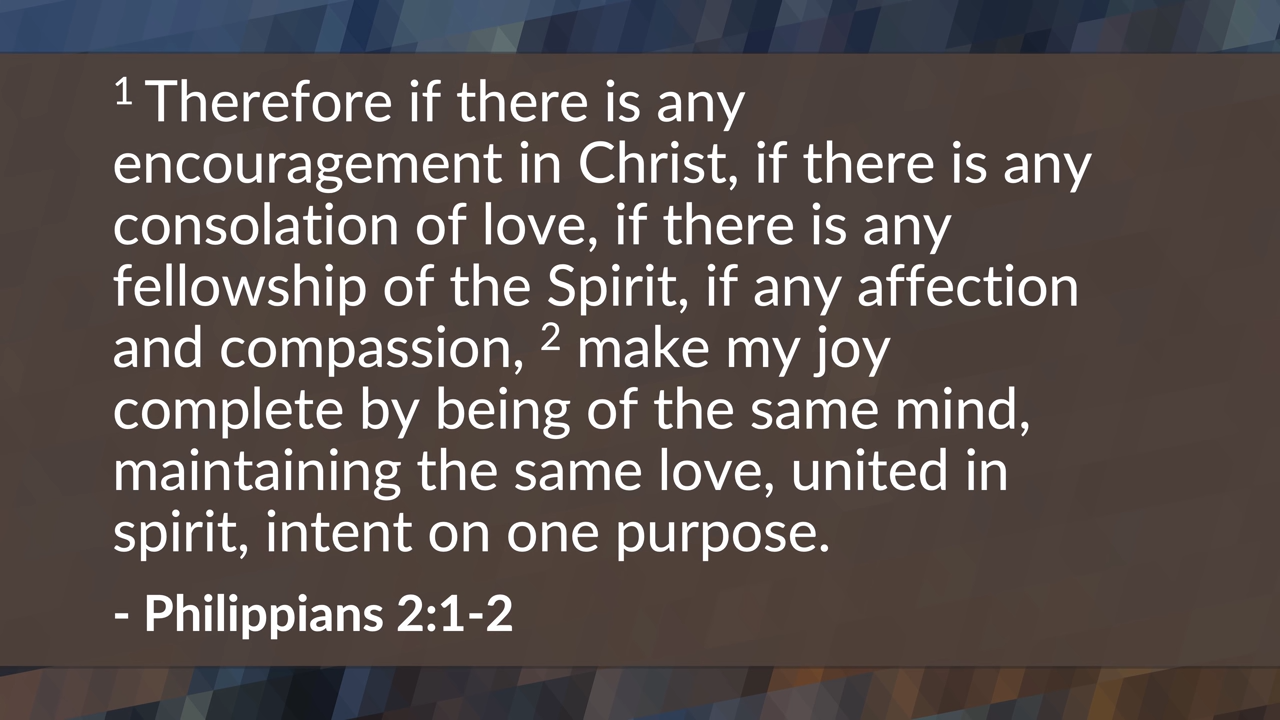 1 Therefore if there is any
encouragement in Christ, if there is any
consolation of love, if there is any
fellowship of the Spirit, if any affection
and compassion, 2 make my joy
complete by being of the same mind,
maintaining the same love, united in
spirit, intent on one purpose.
- Philippians 2:1-2